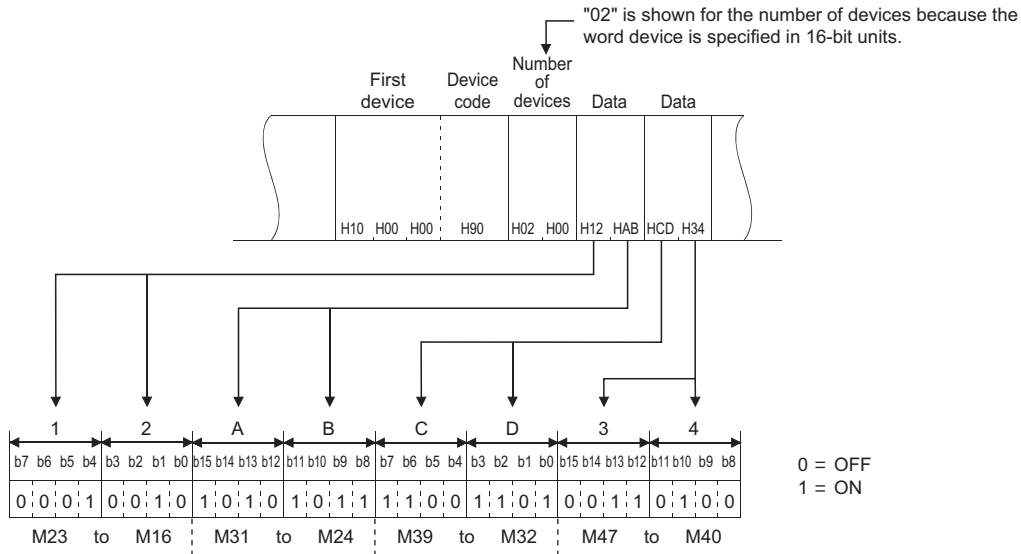 "02" is shown for the number of devices because the
word device is specified in 16-bit units.
First device
Device code
Number of devices
Data
Data
H10 H00 H00 H90 H02 H00 H12 HAB HCD H34
1 2 A B C D 3 4
b7 b6 b5 b4 b3 b2 b1 b0 b15 b14 b13 b12 b11 b10 b9 b8 b7 b6 b5 b4 b3 b2 b1 b0 b15 b14 b13 b12 b11 b10 b9 b8
0 0 0 1 0 0 1 0 1 0 1 0 1 0 1 1 1 1 0 0 1 1 0 1 0 0 1 1 0 1 0 0
M23 to M16 M31 to M24 M39 to M32 M47 to M40
0 = OFF
1 = ON